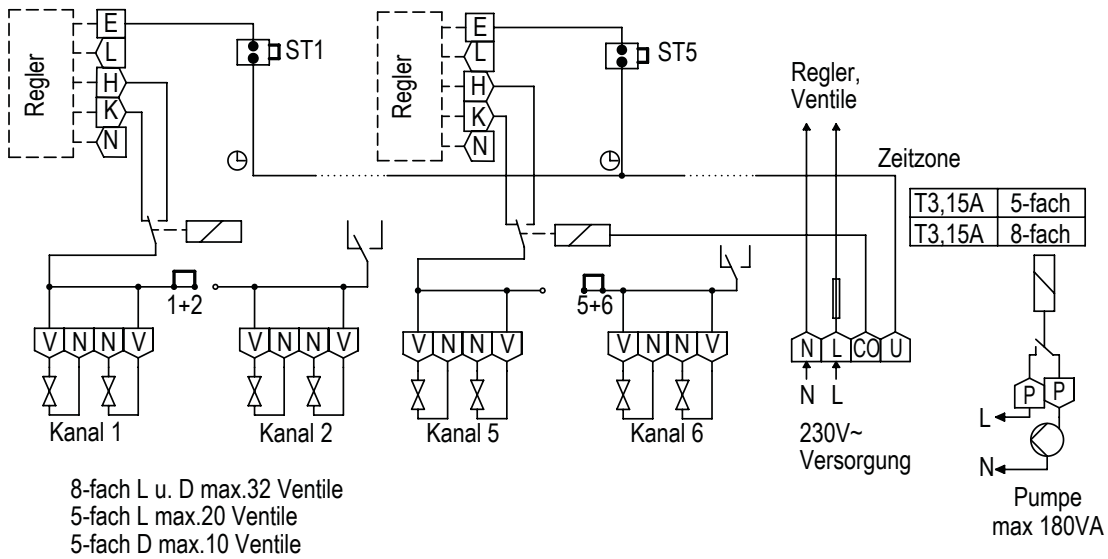 Regler
E
L
H
K
N
ST1
Regler
E
L
H
K
N
ST5
Regler,
Ventile
Zeitzone
T3,15A 5-fach
T3,15A 8-fach
1+2
5+6
V N N V
V N N V
V N N V
V N N V
N L CO U
N L
P P
L
N
Kanal 1
Kanal 2
Kanal 5
Kanal 6
230V~
Versorgung
Pumpe
max 180VA
8-fach L u. D max.32 Ventile
5-fach L max.20 Ventile
5-fach D max.10 Ventile